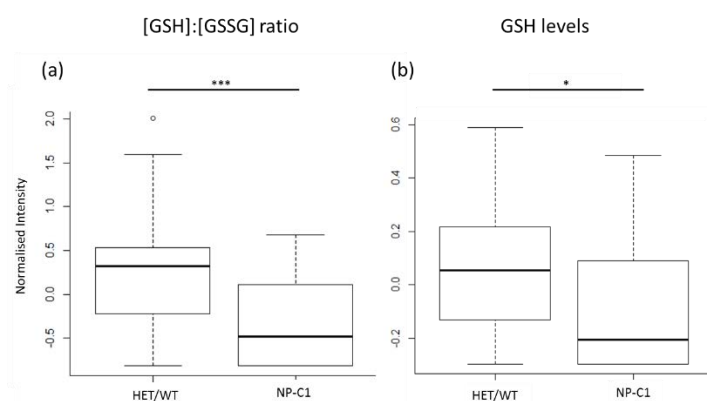 [GSH]:[GSSG] ratio
GSH levels
(a)
***
(b)
*
Normalised Intensity
2.0
1.5
1.0
0.5
0.0
-0.5
HET/WT
NP-C1
0.6
0.4
0.2
0.0
-0.2
HET/WT
NP-C1